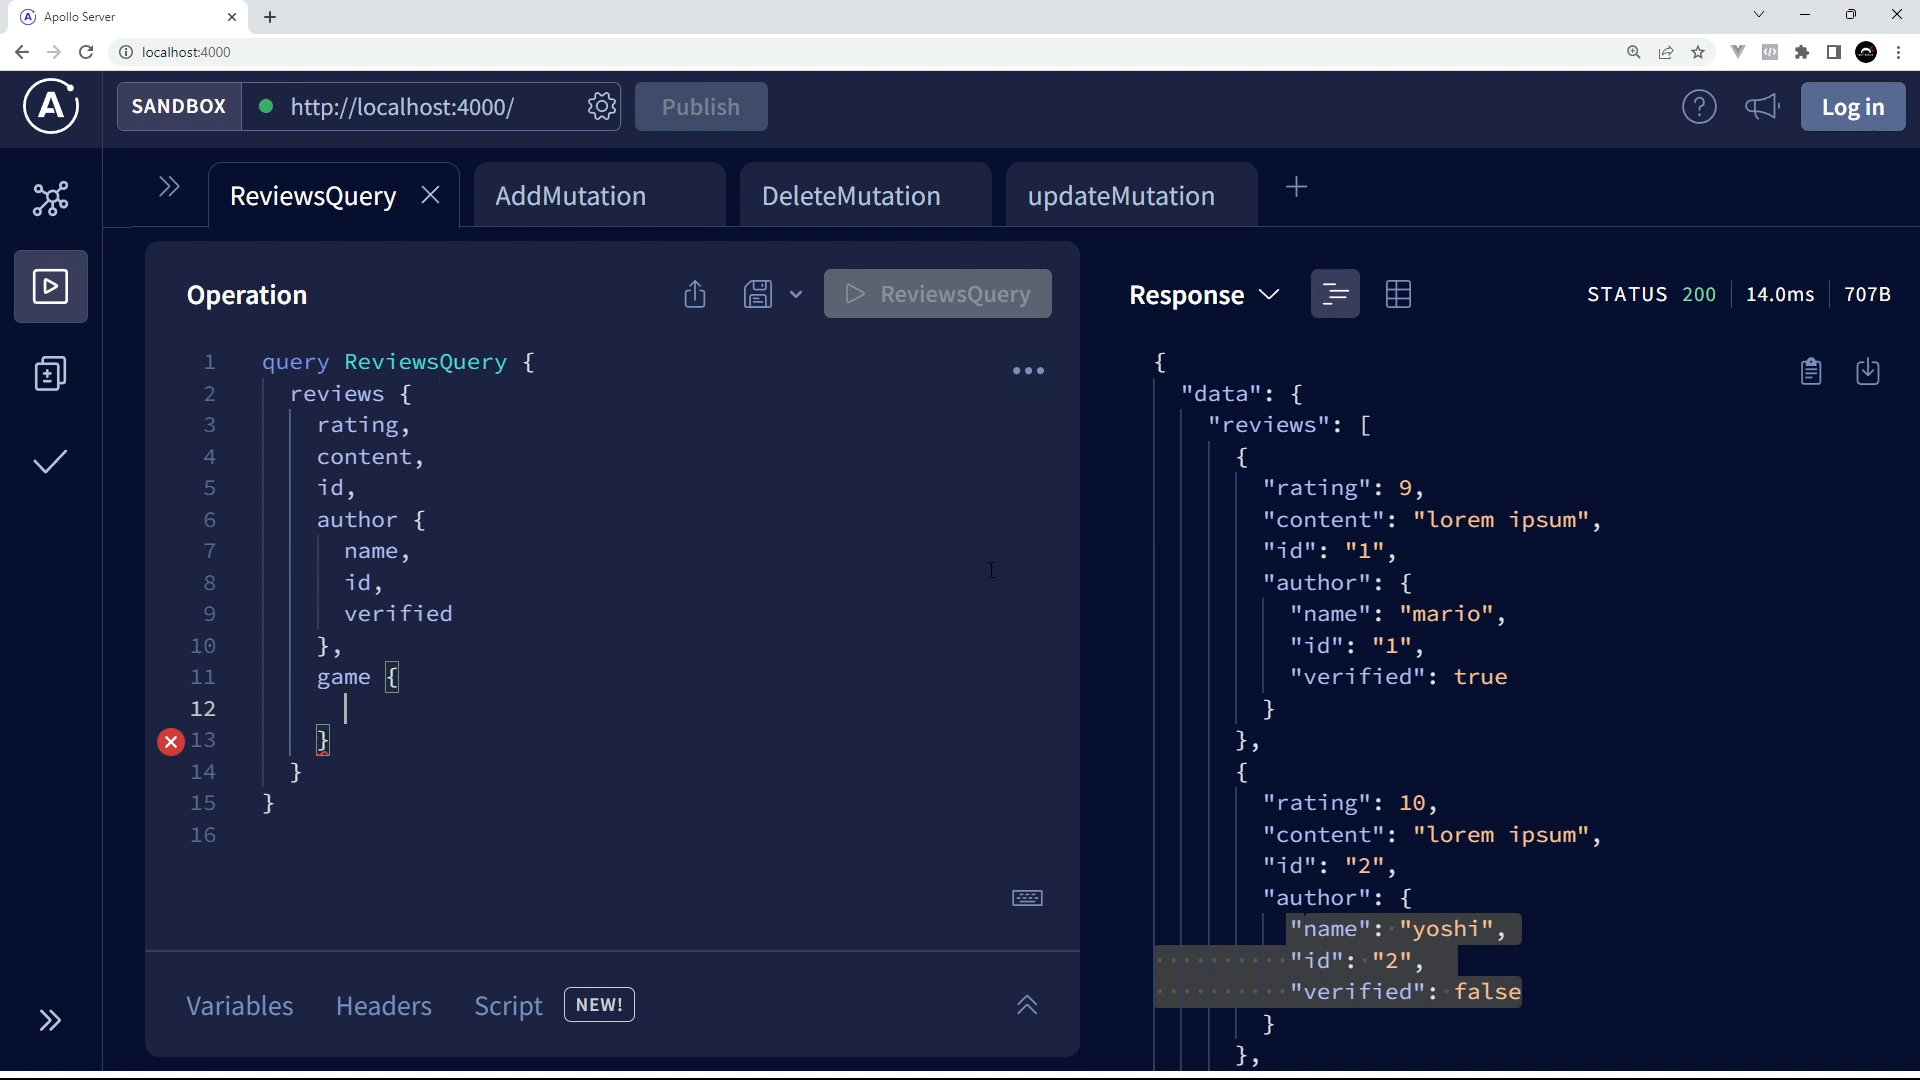 Apollo Server
localhost:4000
SANDBOX
http://localhost:4000/
Publish
Log in
ReviewsQuery
AddMutation
DeleteMutation
updateMutation
Operation
ReviewsQuery
1 query ReviewsQuery {
2 reviews {
3 rating,
4 content,
5 id,
6 author {
7 name,
8 id,
9 verified
10 },
11 game {
12
13 }
14 }
15 }
16
Variables
Headers
Script
NEW!
Response
STATUS 200
14.0ms
707B
{
"data": {
"reviews": [
{
"rating": 9,
"content": "lorem ipsum",
"id": "1",
"author": {
"name": "mario",
"id": "1",
"verified": true
}
},
{
"rating": 10,
"content": "lorem ipsum",
"id": "2",
"author": {
"name": "yoshi",
"id": "2",
"verified": false
}
},